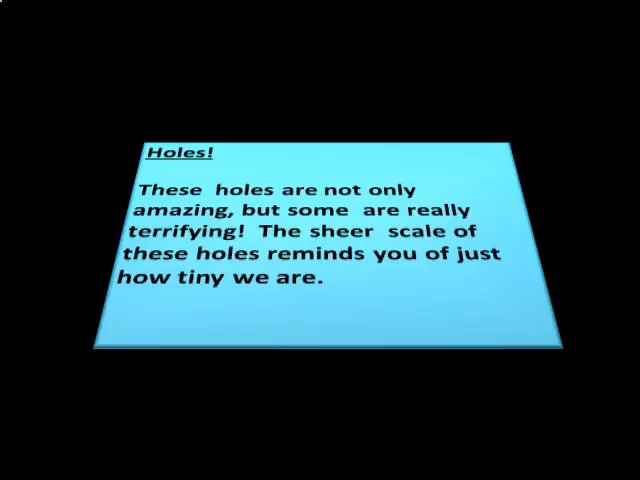 Holes!
These holes are not only
amazing, but some are really
terrifying! The sheer scale of
these holes reminds you of just
how tiny we are.